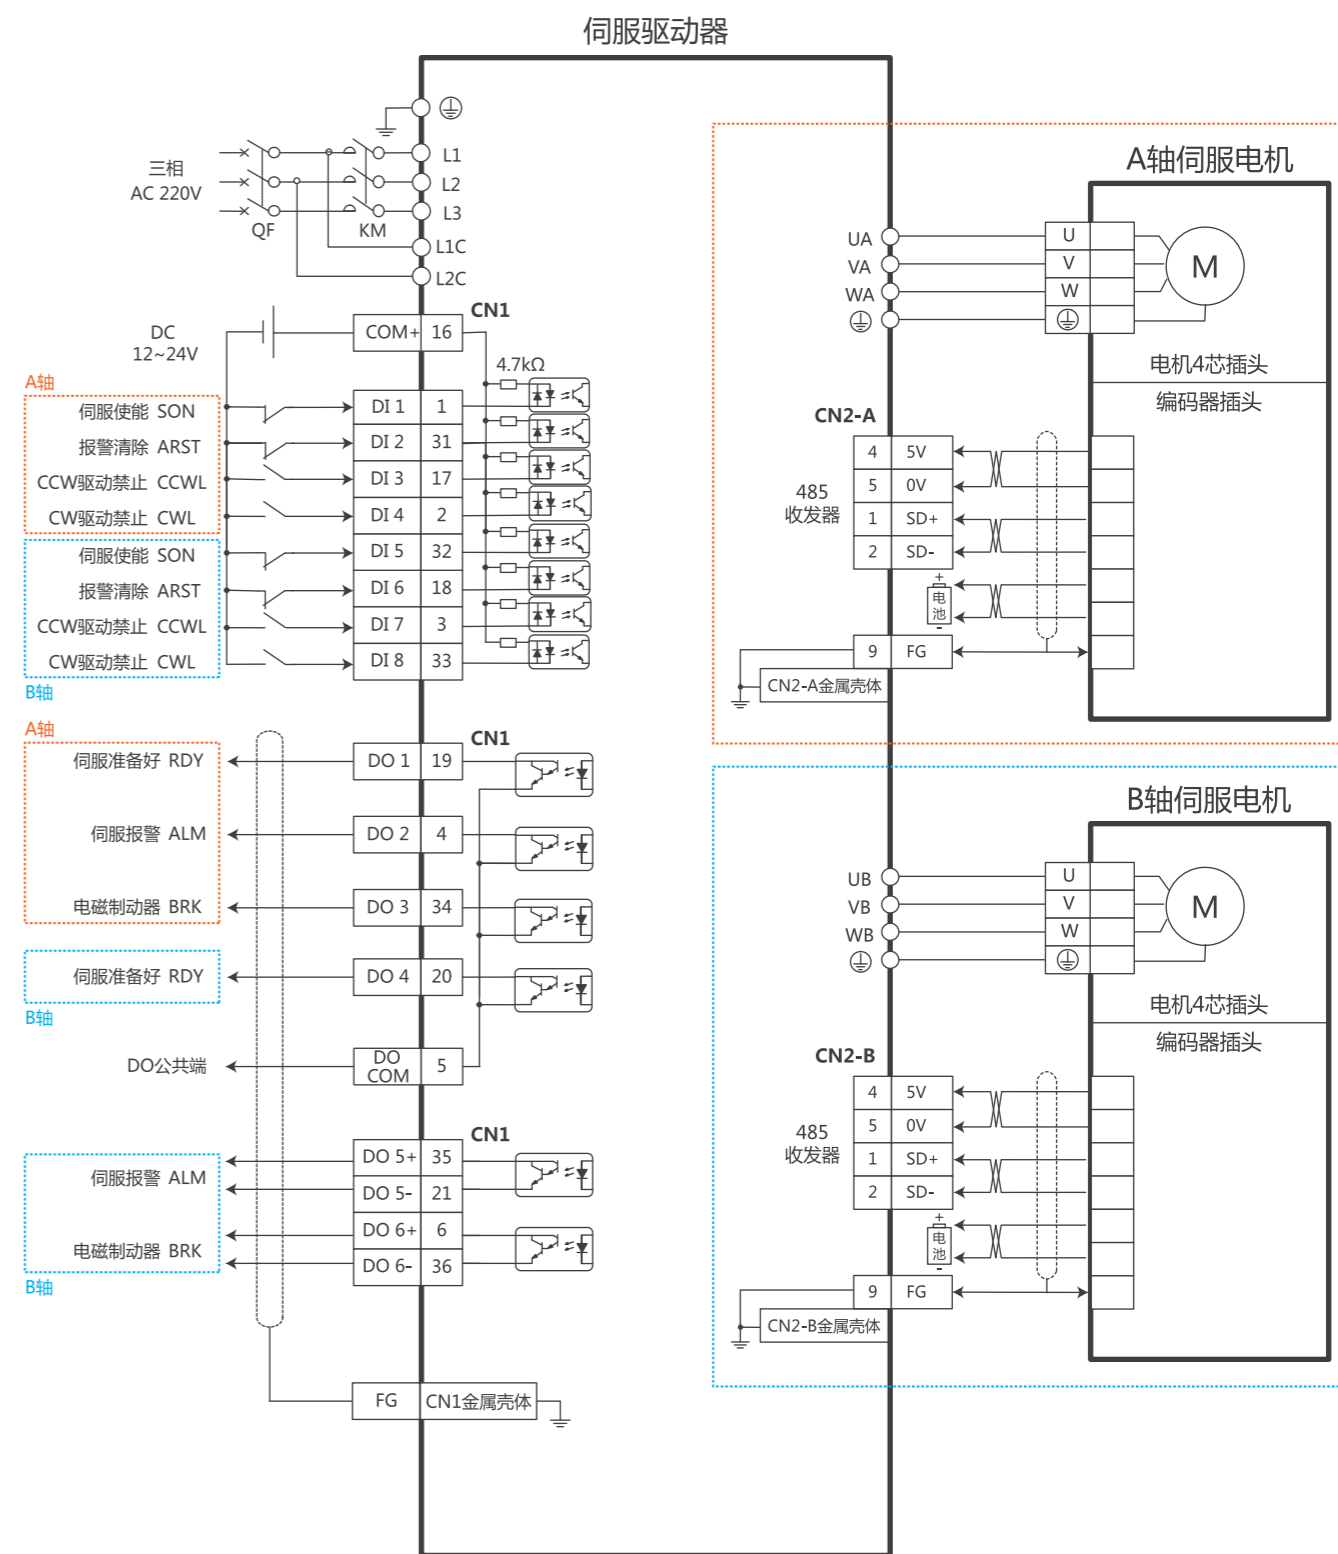 伺服驱动器
三相
AC 220V
QF
KM
L1
L2
L3
L1C
L2C
CN1
DC
12~24V
COM+ 16
4.7kΩ
A轴
伺服使能 SON DI 1 1
报警清除 ARST DI 2 31
CCW驱动禁止 CCWL DI 3 17
CW驱动禁止 CWL DI 4 2
伺服使能 SON DI 5 32
报警清除 ARST DI 6 18
CCW驱动禁止 CCWL DI 7 3
CW驱动禁止 CWL DI 8 33
B轴
A轴
CN1
伺服准备好 RDY DO 1 19
伺服报警 ALM DO 2 4
电磁制动器 BRK DO 3 34
伺服准备好 RDY DO 4 20
B轴
DO公共端 DO COM 5
CN1
伺服报警 ALM
DO 5+ 35
DO 5- 21
电磁制动器 BRK
DO 6+ 6
DO 6- 36
B轴
FG CN1金属壳体
A轴伺服电机
UA U
VA V
WA W
M
电机4芯插头
编码器插头
CN2-A
485
收发器
4 5V
5 0V
1 SD+
2 SD-
+
电
池
-
9 FG
CN2-A金属壳体
B轴伺服电机
UB U
VB V
WB W
M
电机4芯插头
编码器插头
CN2-B
485
收发器
4 5V
5 0V
1 SD+
2 SD-
+
电
池
-
9 FG
CN2-B金属壳体